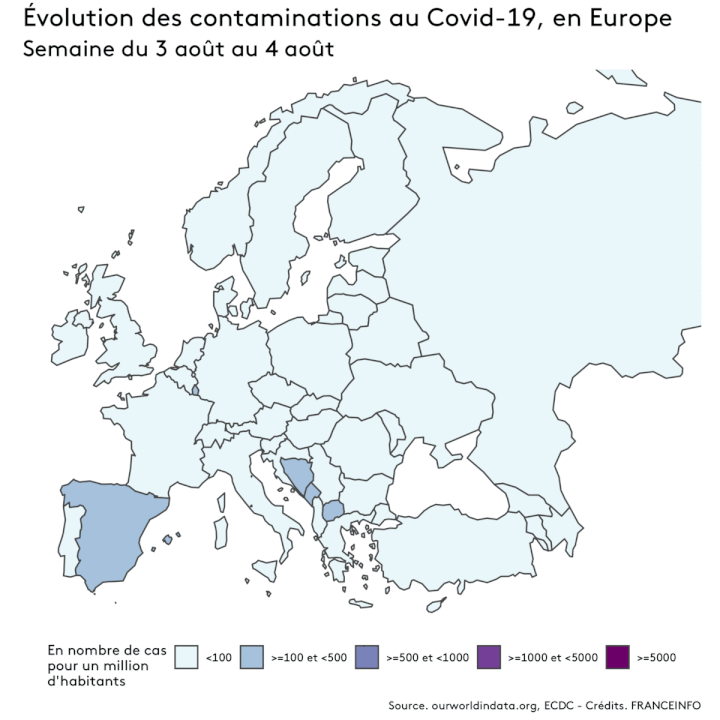 Évolution des contaminations au Covid-19, en Europe
Semaine du 3 août au 4 août
En nombre de cas
pour un million
d'habitants
<100
>=100 et <500
>=500 et <1000
>=1000 et <5000
>=5000
Source. ourworldindata.org, ECDC - Crédits. FRANCEINFO